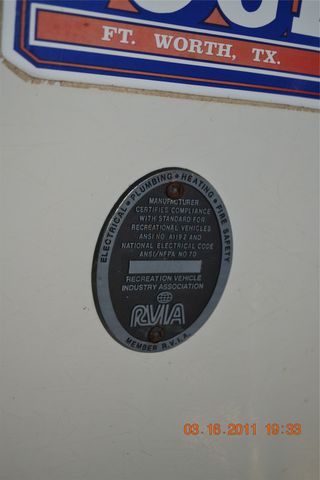 FT. WORTH, TX.
ELECTRICAL • PLUMBING • HEATING • FIRE SAFETY
MANUFACTURER
CERTIFIES COMPLIANCE
WITH STANDARD FOR
RECREATIONAL VEHICLES
ANSI NO. A119.2 AND
NATIONAL ELECTRICAL CODE
ANSI/NFPA NO 70
RECREATION VEHICLE
INDUSTRY ASSOCIATION
RVIA
MEMBER R.V.I.A.
03.16.2011 19:33